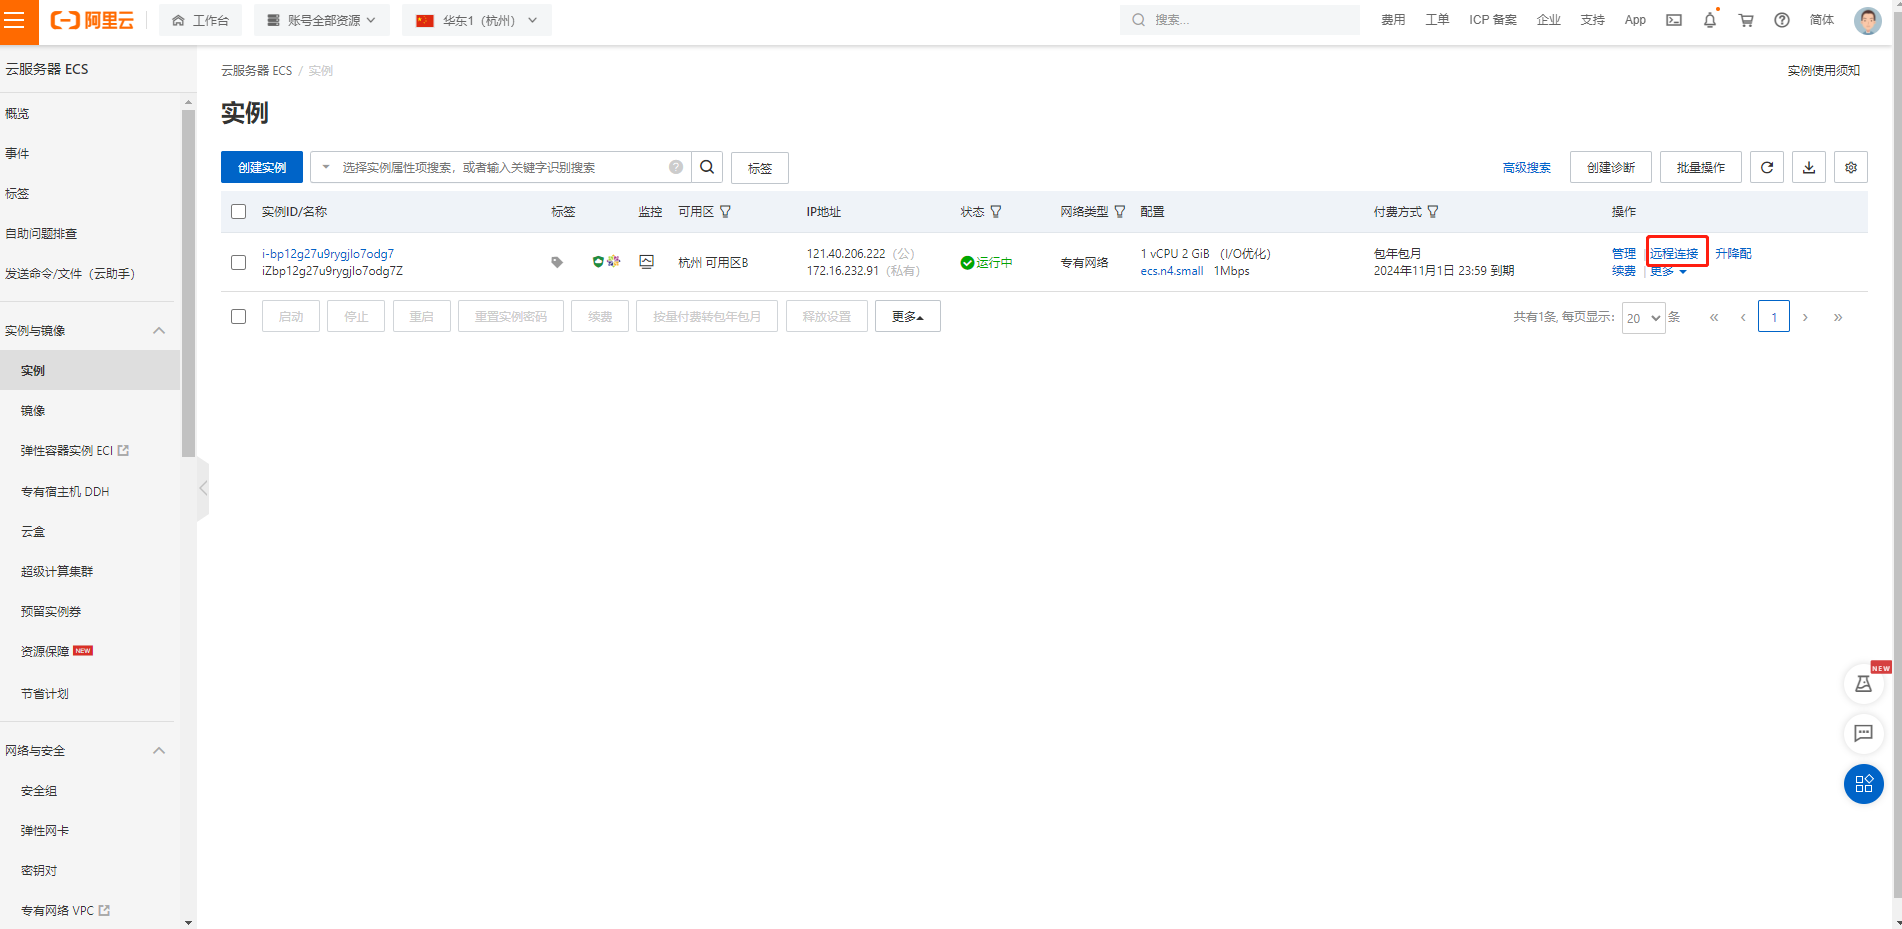 阿里云
工作台
账号全部资源
华东1（杭州）
搜索...
费用
工单
ICP 备案
企业
支持
App
简体
云服务器 ECS
概览
事件
标签
自助问题排查
发送命令/文件（云助手）
实例与镜像
实例
镜像
弹性容器实例 ECI
专有宿主机 DDH
云盒
超级计算集群
预留实例券
资源保障 NEW
节省计划
网络与安全
安全组
弹性网卡
密钥对
专有网络 VPC
云服务器 ECS / 实例
实例使用须知
实例
创建实例
选择实例属性项搜索，或者输入关键字识别搜索
标签
高级搜索
创建诊断
批量操作
实例ID/名称 标签 监控 可用区 IP地址 状态 网络类型 配置 付费方式 操作
i-bp12g27u9rygjlo7odg7
iZbp12g27u9rygjlo7odg7Z
杭州 可用区B
121.40.206.222 （公）
172.16.232.91 （私有）
运行中
专有网络
1 vCPU 2 GiB （I/O优化）
ecs.n4.small 1Mbps
包年包月
2024年11月1日 23:59 到期
管理 | 远程连接 升降配
续费 | 更多
启动 停止 重启 重置实例密码 续费 按量付费转包年包月 释放设置 更多
共有1条, 每页显示: 20 条 « ‹ 1 › »
NEW